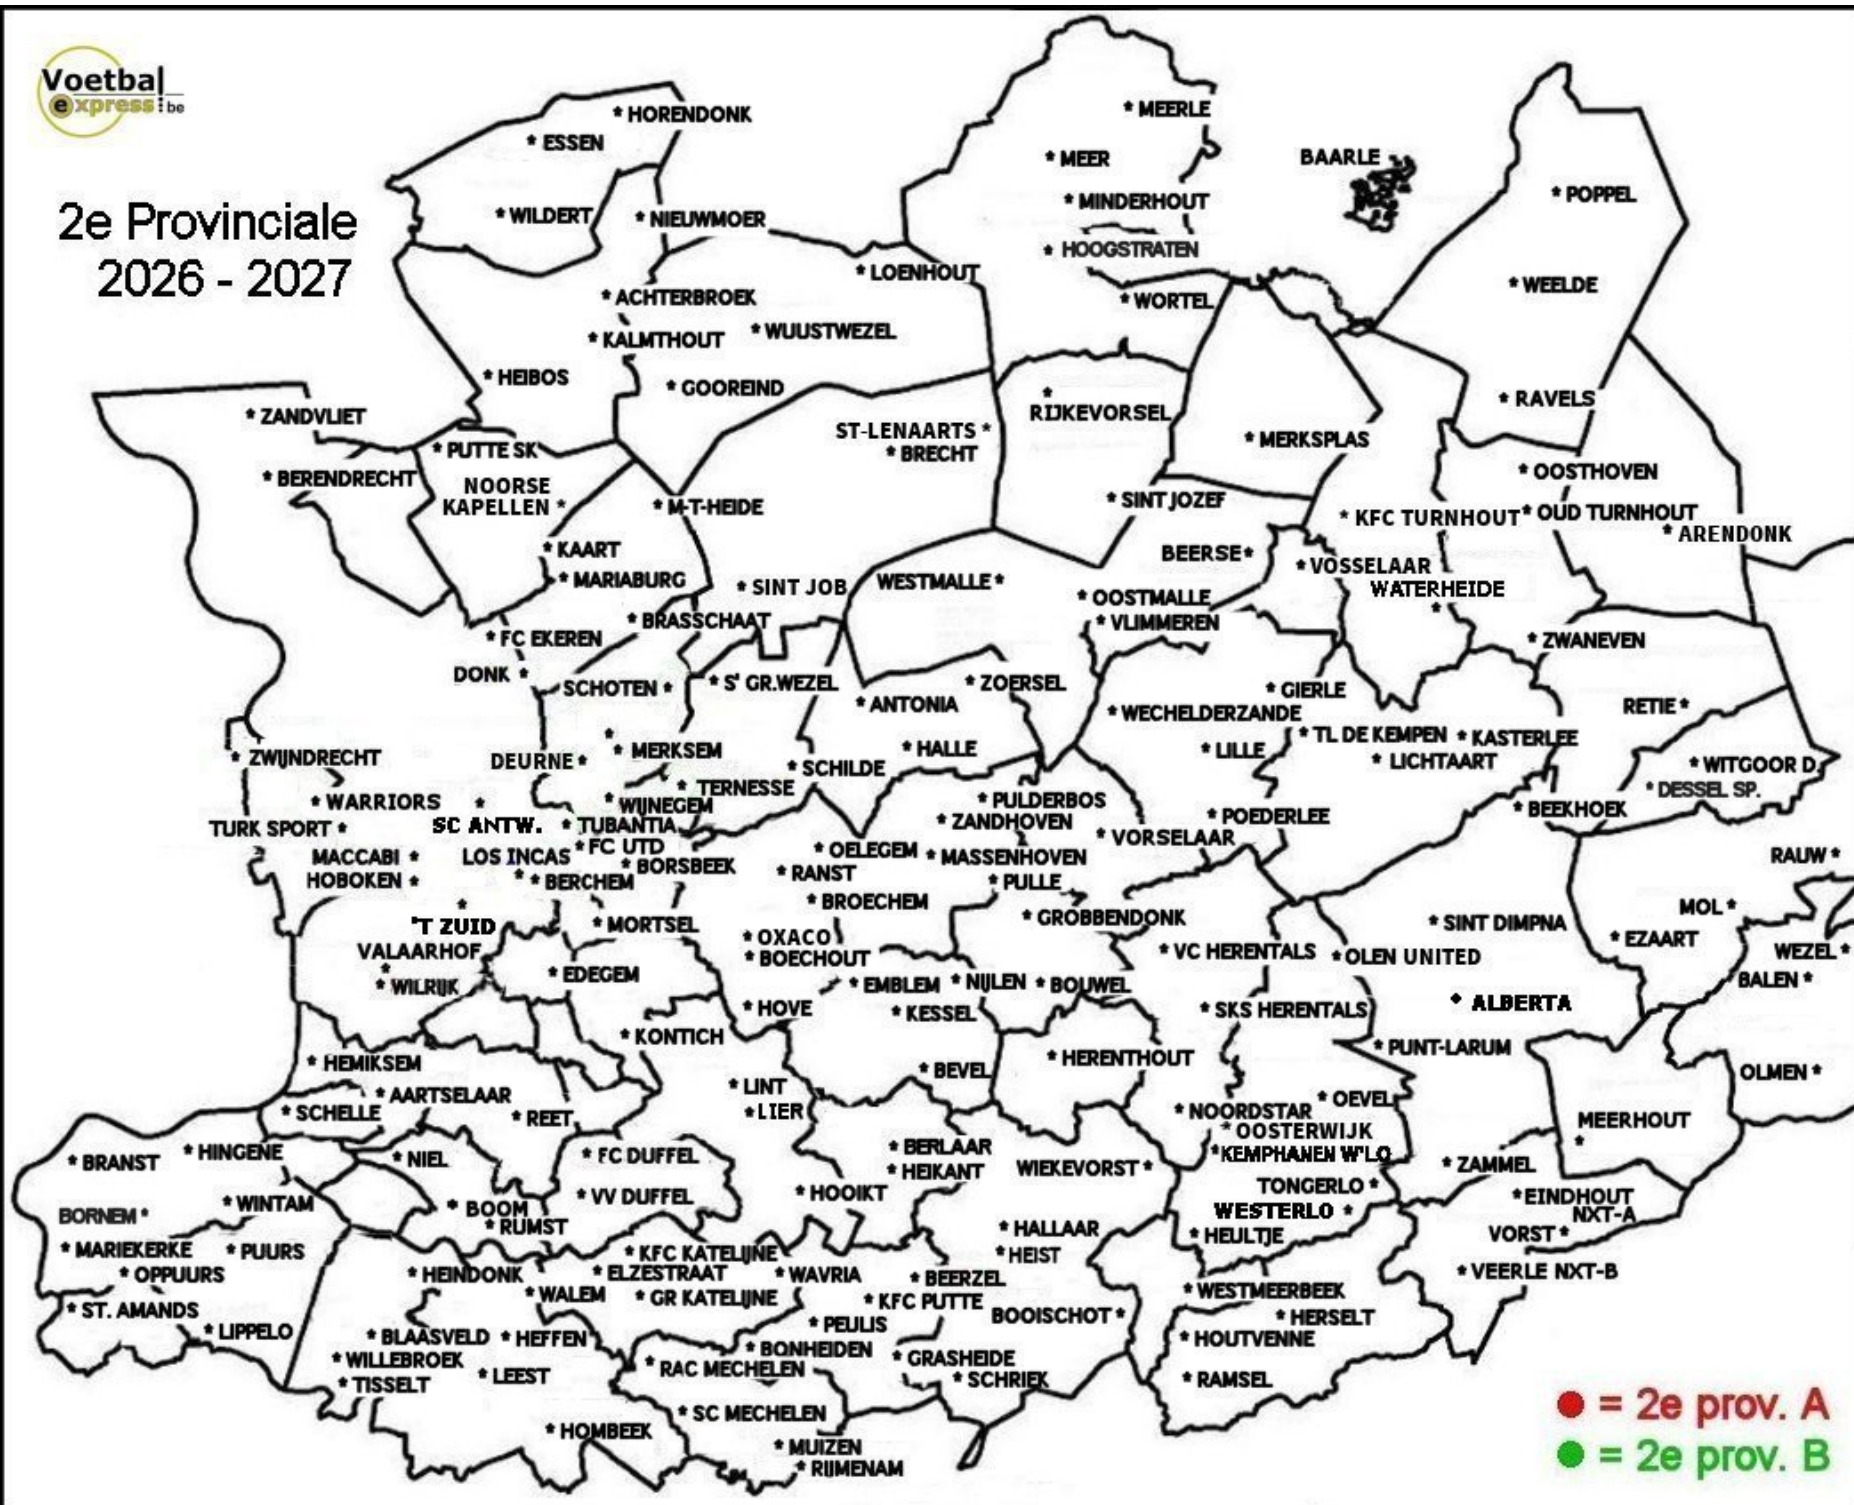 Voetbal
express.be
2e Provinciale
2026 - 2027
* HORENDONK
* ESSEN
* WILDERT
* NIEUWMOER
* MEERLE
* MEER
* MINDERHOUT
* HOOGSTRATEN
* WORTEL
BAARLE
* POPPEL
* WEELDE
* RAVELS
* LOENHOUT
* ACHTERBROEK
* KALMTHOUT
* WUUSTWEZEL
* HEIBOS
* GOOREIND
* ZANDVLIET
* PUTTE SK
* BERENDRECHT
NOORSE
KAPELLEN *
* M-T-HEIDE
ST-LENAARTS *
* BRECHT
*
RIJKEVORSEL
* MERKSPLAS
* SINT JOZEF
* OOSTHOVEN
* KFC TURNHOUT
* OUD TURNHOUT
* ARENDONK
* KAART
* MARIABURG
* SINT JOB
WESTMALLE *
BEERSE *
* VOSSELAAR
WATERHEIDE
*
* OOSTMALLE
* VLIMMEREN
* BRASSCHAAT
* FC EKEREN
DONK *
SCHOTEN *
* S' GR.WEZEL
* ZOERSEL
* ANTONIA
* HALLE
* ZWANEVEN
* GIERLE
* WECHELDERZANDE
* LILLE
* TL DE KEMPEN
* KASTERLEE
* LICHTAART
RETIE *
* WITGOOR D.
* DESSEL SP.
* BEEKHOEK
* ZWIJNDRECHT
DEURNE *
*
* MERKSEM
* SCHILDE
* TERNESSE
* WIJNEGEM
* WARRIORS
*
SC ANTW.
TURK SPORT *
* TUBANTIA
* FC UTD
* BORSBEEK
MACCABI *
HOBOKEN *
LOS INCAS
*
* BERCHEM
* PULDERBOS
* ZANDHOVEN
* VORSELAAR
* POEDERLEE
* OELEGEM
* MASSENHOVEN
* RANST
* PULLE
* BROECHEM
* GROBBENDONK
RAUW *
MOL *
* EZAART
WEZEL *
BALEN *
OLMEN *
*
'T ZUID
VALAARHOF
*
* WILRIJK
* MORTSEL
* EDEGEM
* OXACO
* BOECHOUT
* HOVE
* EMBLEM
* NIJLEN
* BOUWEL
* KESSEL
* VC HERENTALS
* OLEN UNITED
* SINT DIMPNA
* ALBERTA
* SKS HERENTALS
* PUNT-LARUM
* KONTICH
* HEMIKSEM
* AARTSELAAR
* SCHELLE
* REET
* LINT
* LIER
* BEVEL
* HERENTHOUT
* OEVEL
* NOORDSTAR
* OOSTERWIJK
* KEMPHANEN W'LO
MEERHOUT
*
* ZAMMEL
* EINDHOUT
NXT-A
VORST *
* VEERLE NXT-B
TONGERLO *
WESTERLO *
* HEULTJE
* BRANST
* HINGENE
* NIEL
* FC DUFFEL
* VV DUFFEL
* BERLAAR
* HEIKANT
WIEKEVORST *
* HOOIKT
* WINTAM
BORNEM *
* BOOM
* RUMST
* MARIEKERKE
* PUURS
* OPPUURS
* ST. AMANDS
* LIPPELO
* HALLAAR
* HEIST
* KFC KATELIJNE
* ELZESTRAAT
* WAVRIA
* BEERZEL
* HEINDONK
* WALEM
* GR KATELIJNE
* KFC PUTTE
BOOISCHOT *
* PEULIS
* WESTMEERBEEK
* HERSELT
* HOUTVENNE
* RAMSEL
* BLAASVELD
* HEFFEN
* WILLEBROEK
* LEEST
* TISSELT
* BONHEIDEN
* RAC MECHELEN
* GRASHEIDE
* SCHRIEK
* SC MECHELEN
* HOMBEEK
* MUIZEN
* RIJMENAM
= 2e prov. A
= 2e prov. B